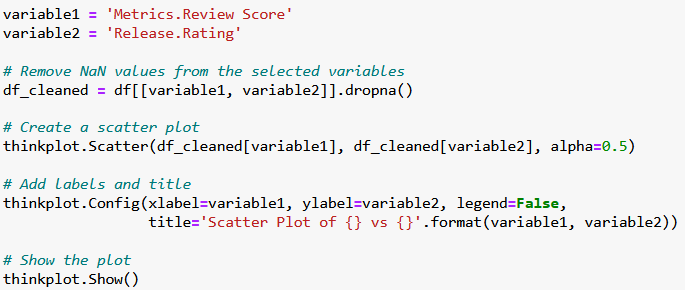 variable1 = 'Metrics.Review Score'
variable2 = 'Release.Rating'
# Remove NaN values from the selected variables
df_cleaned = df[[variable1, variable2]].dropna()
# Create a scatter plot
thinkplot.Scatter(df_cleaned[variable1], df_cleaned[variable2], alpha=0.5)
# Add labels and title
thinkplot.Config(xlabel=variable1, ylabel=variable2, legend=False,
title='Scatter Plot of {} vs {}'.format(variable1, variable2))
# Show the plot
thinkplot.Show()